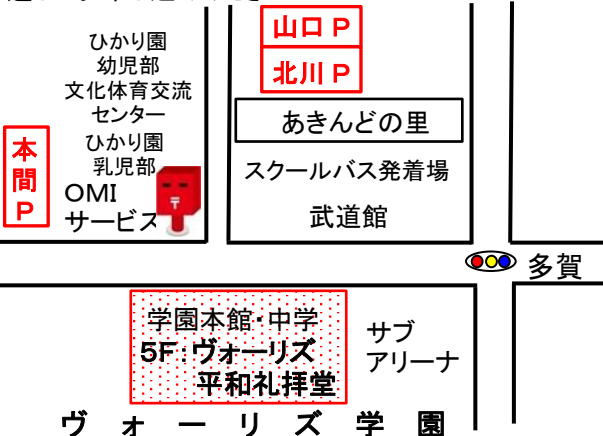 ひかり園
幼児部
文化体育交流
センター
ひかり園
乳児部
OMI
サービス
本
間
P
〒
山口 P
北川 P
あきんどの里
スクールバス発着場
武道館
多賀
学園本館・中学
5F:ヴォーリズ
平和礼拝堂
サブ
アリーナ
ヴォーリズ学園